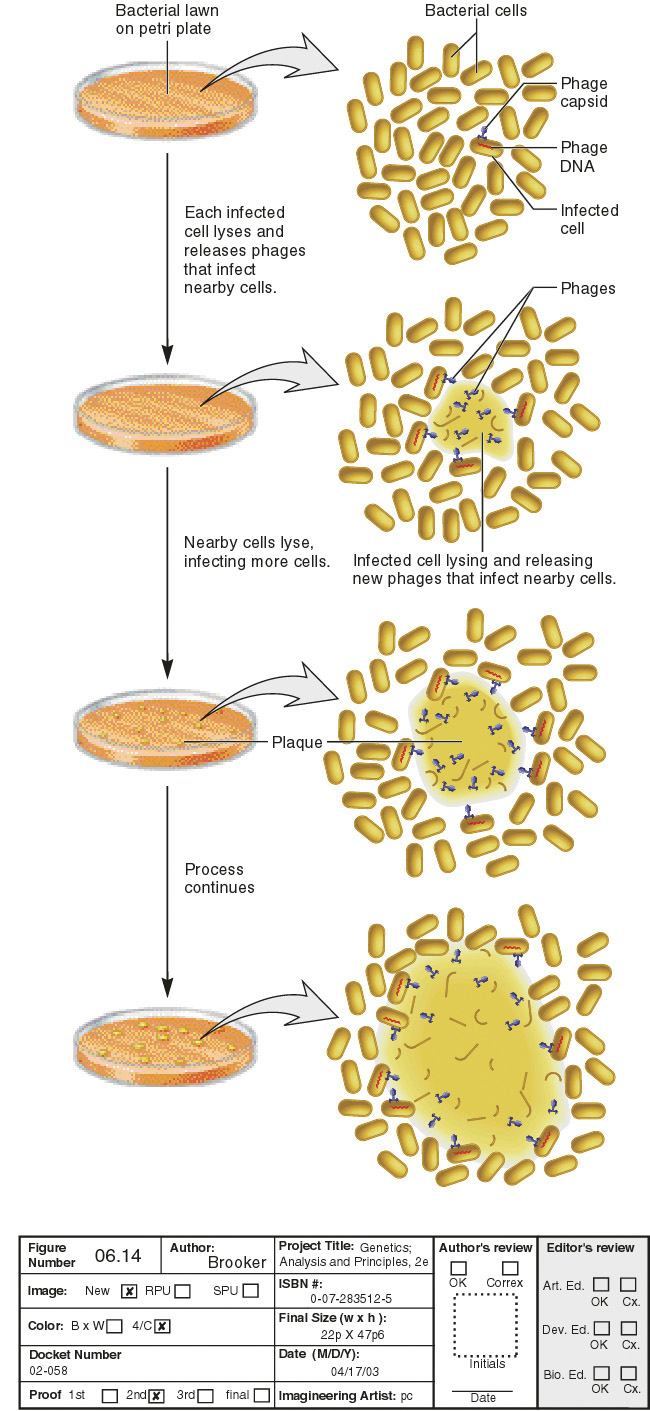 Bacterial lawn
on petri plate
Bacterial cells
Phage
capsid
Phage
DNA
Infected
cell
Each infected
cell lyses and
releases phages
that infect
nearby cells.
Phages
Nearby cells lyse,
infecting more cells.
Infected cell lysing and releasing
new phages that infect nearby cells.
Plaque
Process
continues
Figure
Number 06.14
Author:
Brooker
Project Title: Genetics;
Analysis and Principles, 2e
Author's review
Editor's review
Image: New RPU SPU
ISBN #:
0-07-283512-5
OK Correx
Art. Ed.
OK Cx.
Color: B x W 4/C
Final Size (w x h ):
22p X 47p6
Dev. Ed.
OK Cx.
Docket Number
02-058
Date (M/D/Y):
04/17/03
Initials
Bio. Ed.
OK Cx.
Proof 1st 2nd 3rd final
Imagineering Artist: pc
Date